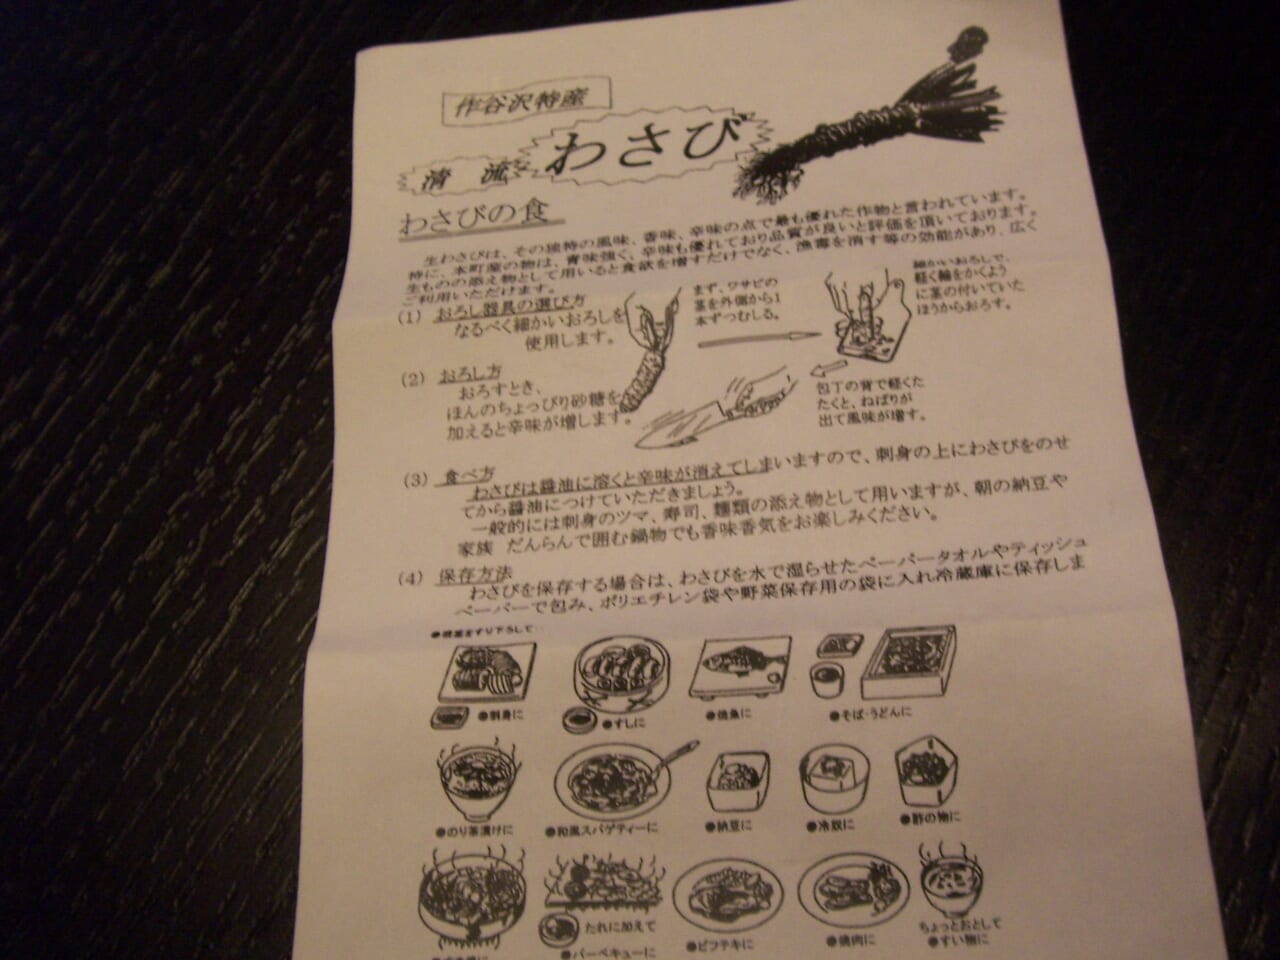 作谷沢特産
清流 わさび
わさびの食
生わさびは、その独特の風味、香味、辛味の点で最も優れた作物と言われています。
特に、本町産の物は、青味強く、辛味も優れており品質が良いと評価を頂いております。
生ものの添え物として用いると食欲を増すだけでなく、漁毒を消す等の効能があり、広く
ご利用いただけます。
(1) おろし器具の選び方
なるべく細かいおろしを
使用します。
まず、ワサビの
茎を外側から1
本ずつむしる。
細かいおろしで、
軽く輪をかくよう
に茎の付いていた
ほうからおろす。
(2) おろし方
おろすとき、
ほんのちょっぴり砂糖を
加えると辛味が増します。
包丁の背で軽くた
たくと、ねばりが
出て風味が増す。
(3) 食べ方
わさびは醤油に溶くと辛味が消えてしまいますので、刺身の上にわさびをのせ
てから醤油につけていただきましょう。
一般的には刺身のツマ、寿司、麺類の添え物として用いますが、朝の納豆や
家族 だんらんで囲む鍋物でも香味香気をお楽しみください。
(4) 保存方法
わさびを保存する場合は、わさびを水で湿らせたペーパータオルやティッシュ
ペーパーで包み、ポリエチレン袋や野菜保存用の袋に入れ冷蔵庫に保存しま
をすり下ろして‥
●刺身に
●すしに
●焼魚に
●そば・うどんに
●のり茶漬けに
●和風スパゲティーに
●納豆に
●冷奴に
●酢の物に
たれに加えて
●バーベキューに
●ビフテキに
●焼肉に
ちょっとおとして
●すい物に